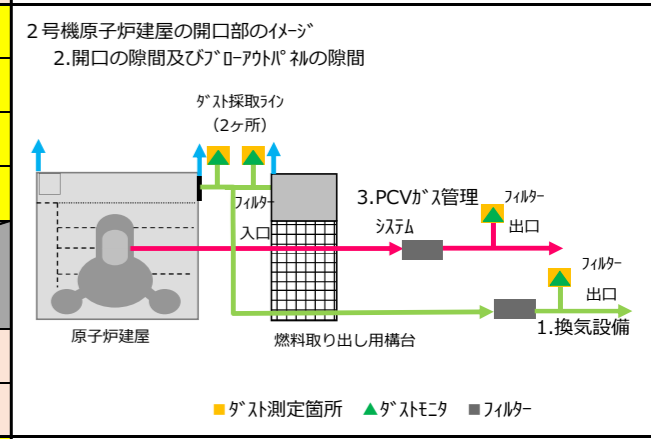 2号機原子炉建屋の開口部のｲﾒｰｼﾞ
2.開口の隙間及びﾌﾞﾛｰｱｳﾄﾊﾟﾈﾙの隙間
ﾀﾞｽﾄ採取ﾗｲﾝ
（2ヶ所）
ﾌｨﾙﾀｰ
入口
3.PCVｶﾞｽ管理
ｼｽﾃﾑ
ﾌｨﾙﾀｰ
出口
ﾌｨﾙﾀｰ
出口
1.換気設備
原子炉建屋
燃料取り出し用構台
ﾀﾞｽﾄ測定箇所 ﾀﾞｽﾄﾓﾆﾀ ﾌｨﾙﾀｰ